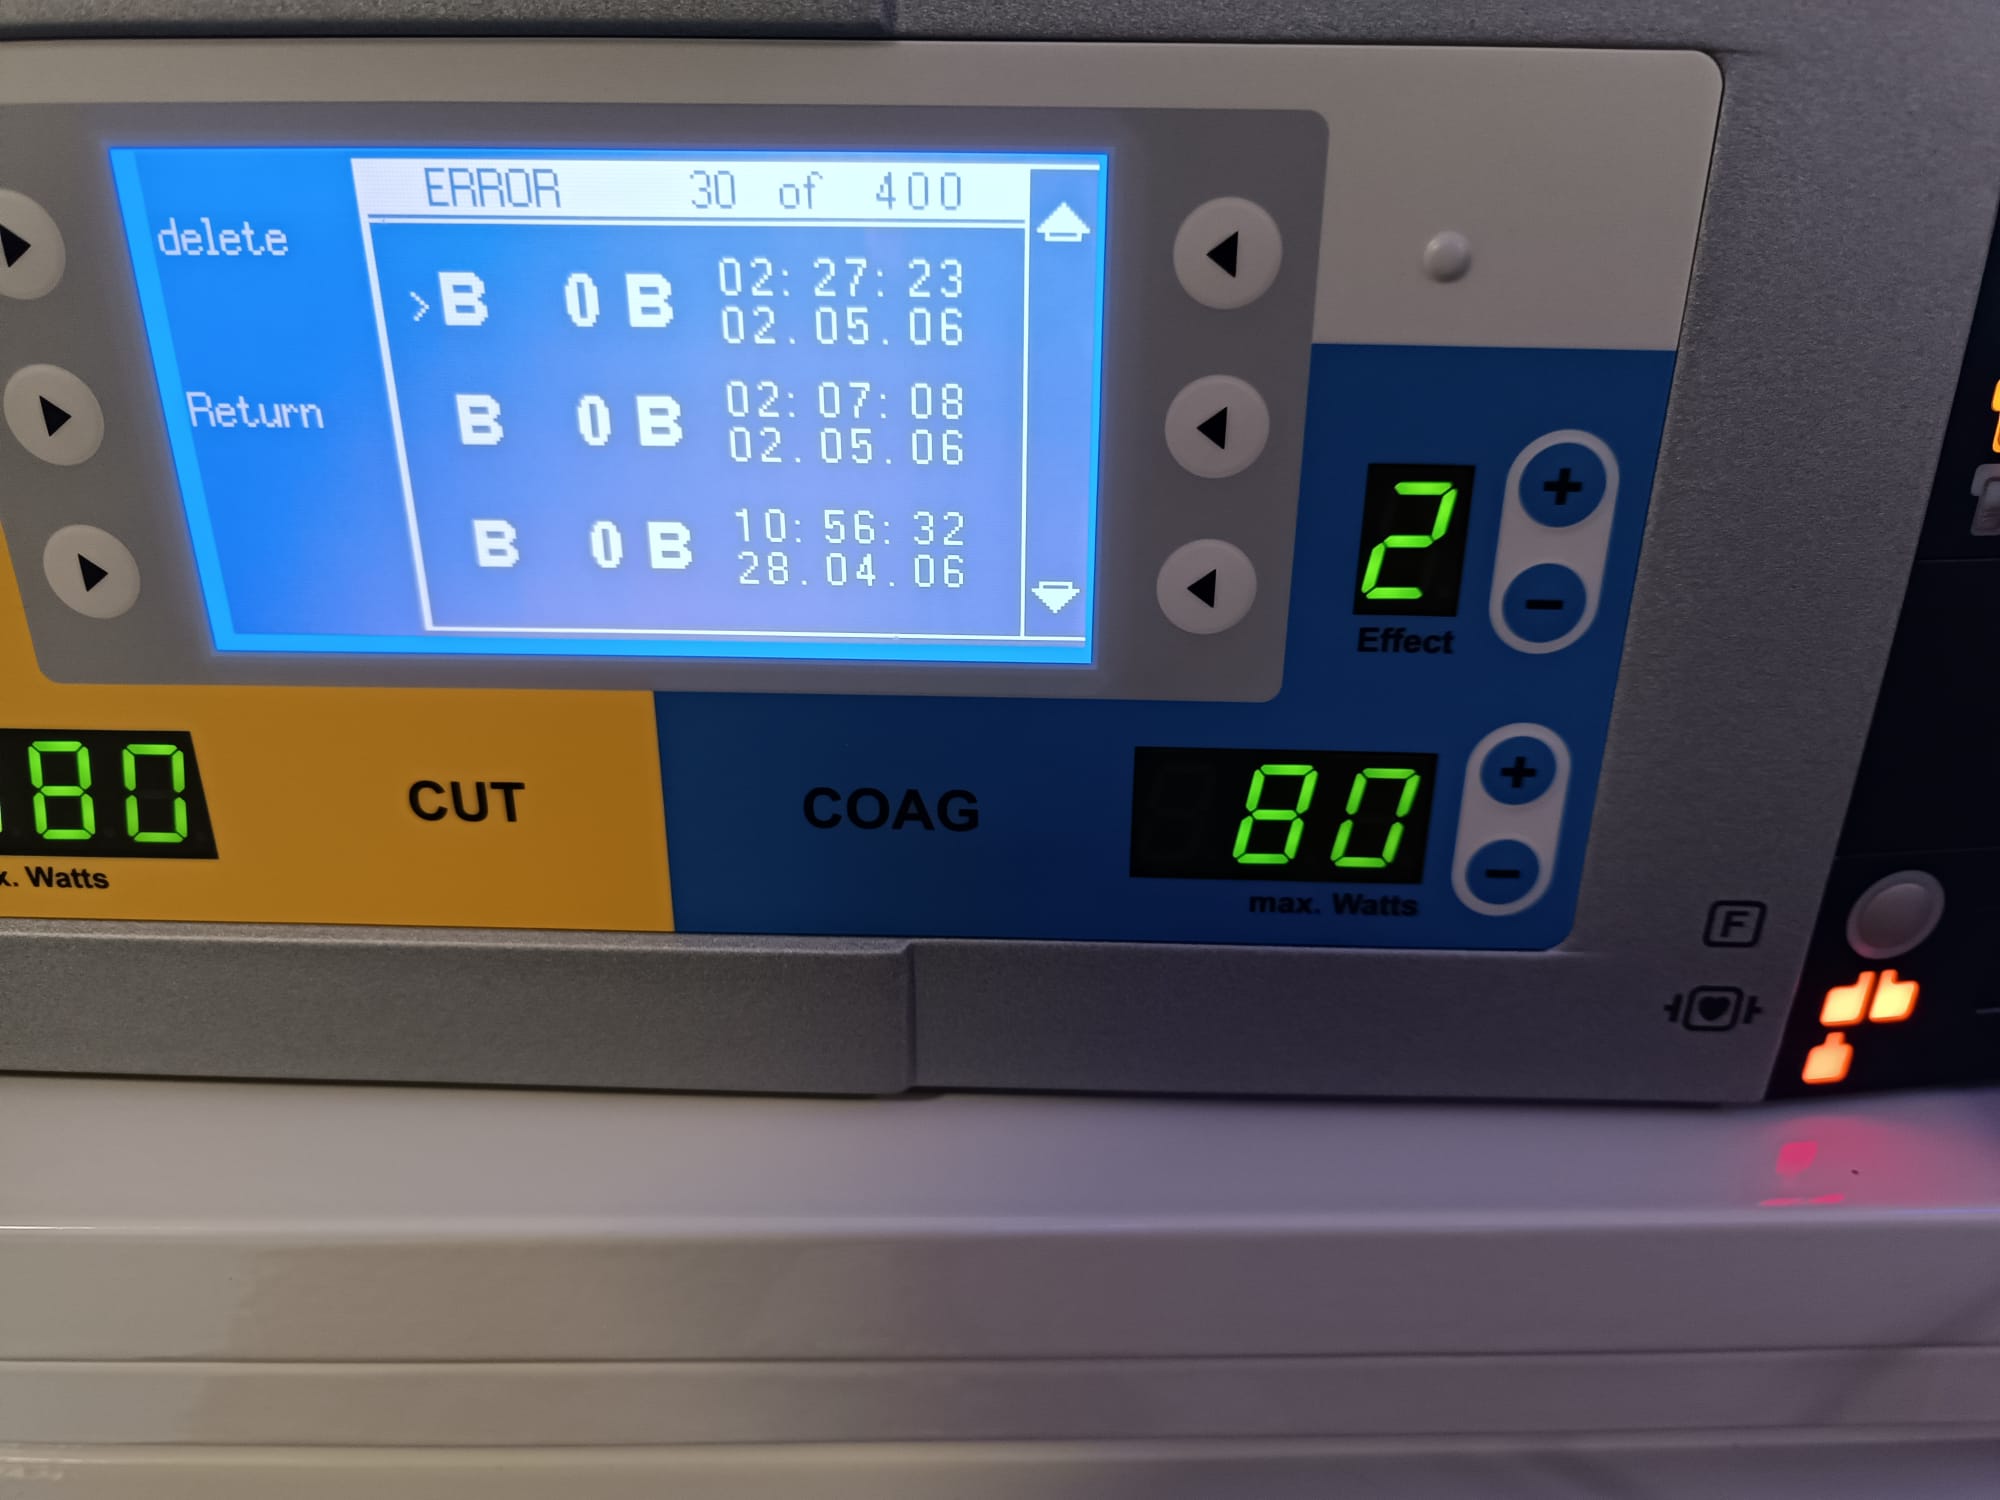 ERROR 30 of 400
delete
>B 0B 02:27:23
02.05.06
Return
B 0B 02:07:08
02.05.06
B 0B 10:56:32
28.04.06
2
+
-
Effect
80
CUT
COAG
80
+
-
Watts
max. Watts
F